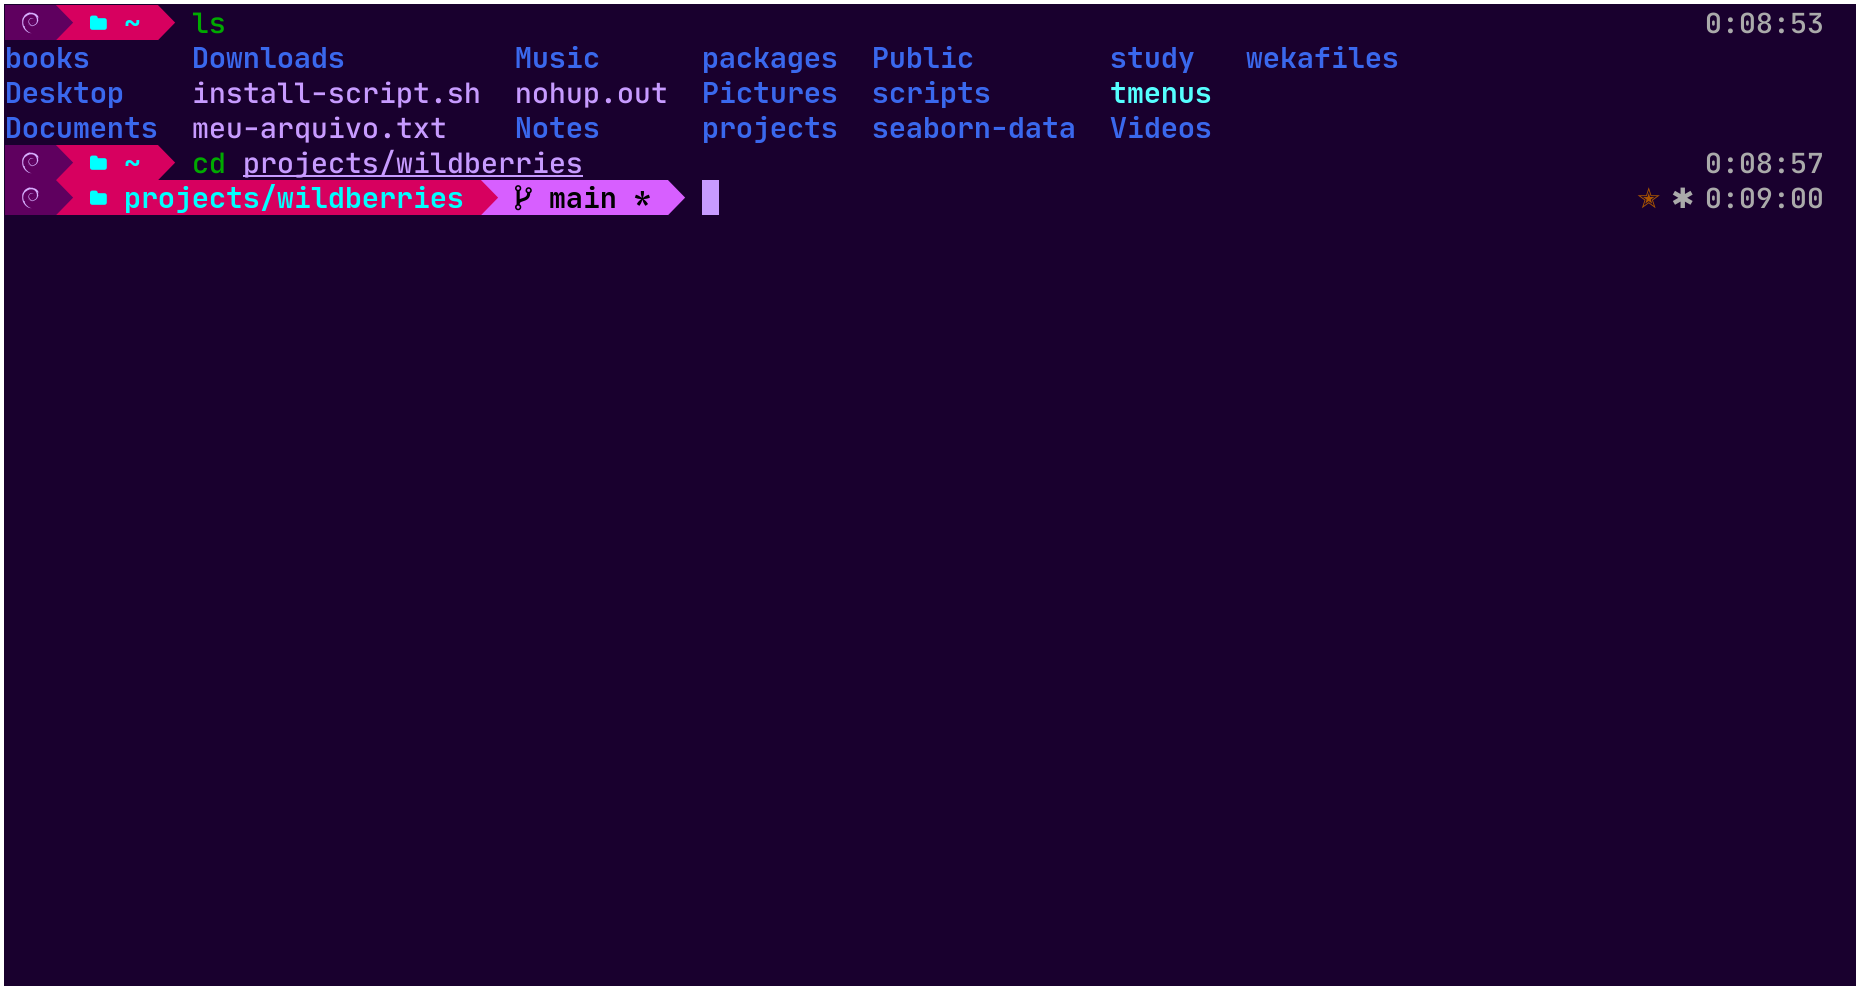 ~ ls 0:08:53
books Downloads Music packages Public study wekafiles
Desktop install-script.sh nohup.out Pictures scripts tmenus
Documents meu-arquivo.txt Notes projects seaborn-data Videos
~ cd projects/wildberries 0:08:57
projects/wildberries main * ✭ ✱ 0:09:00